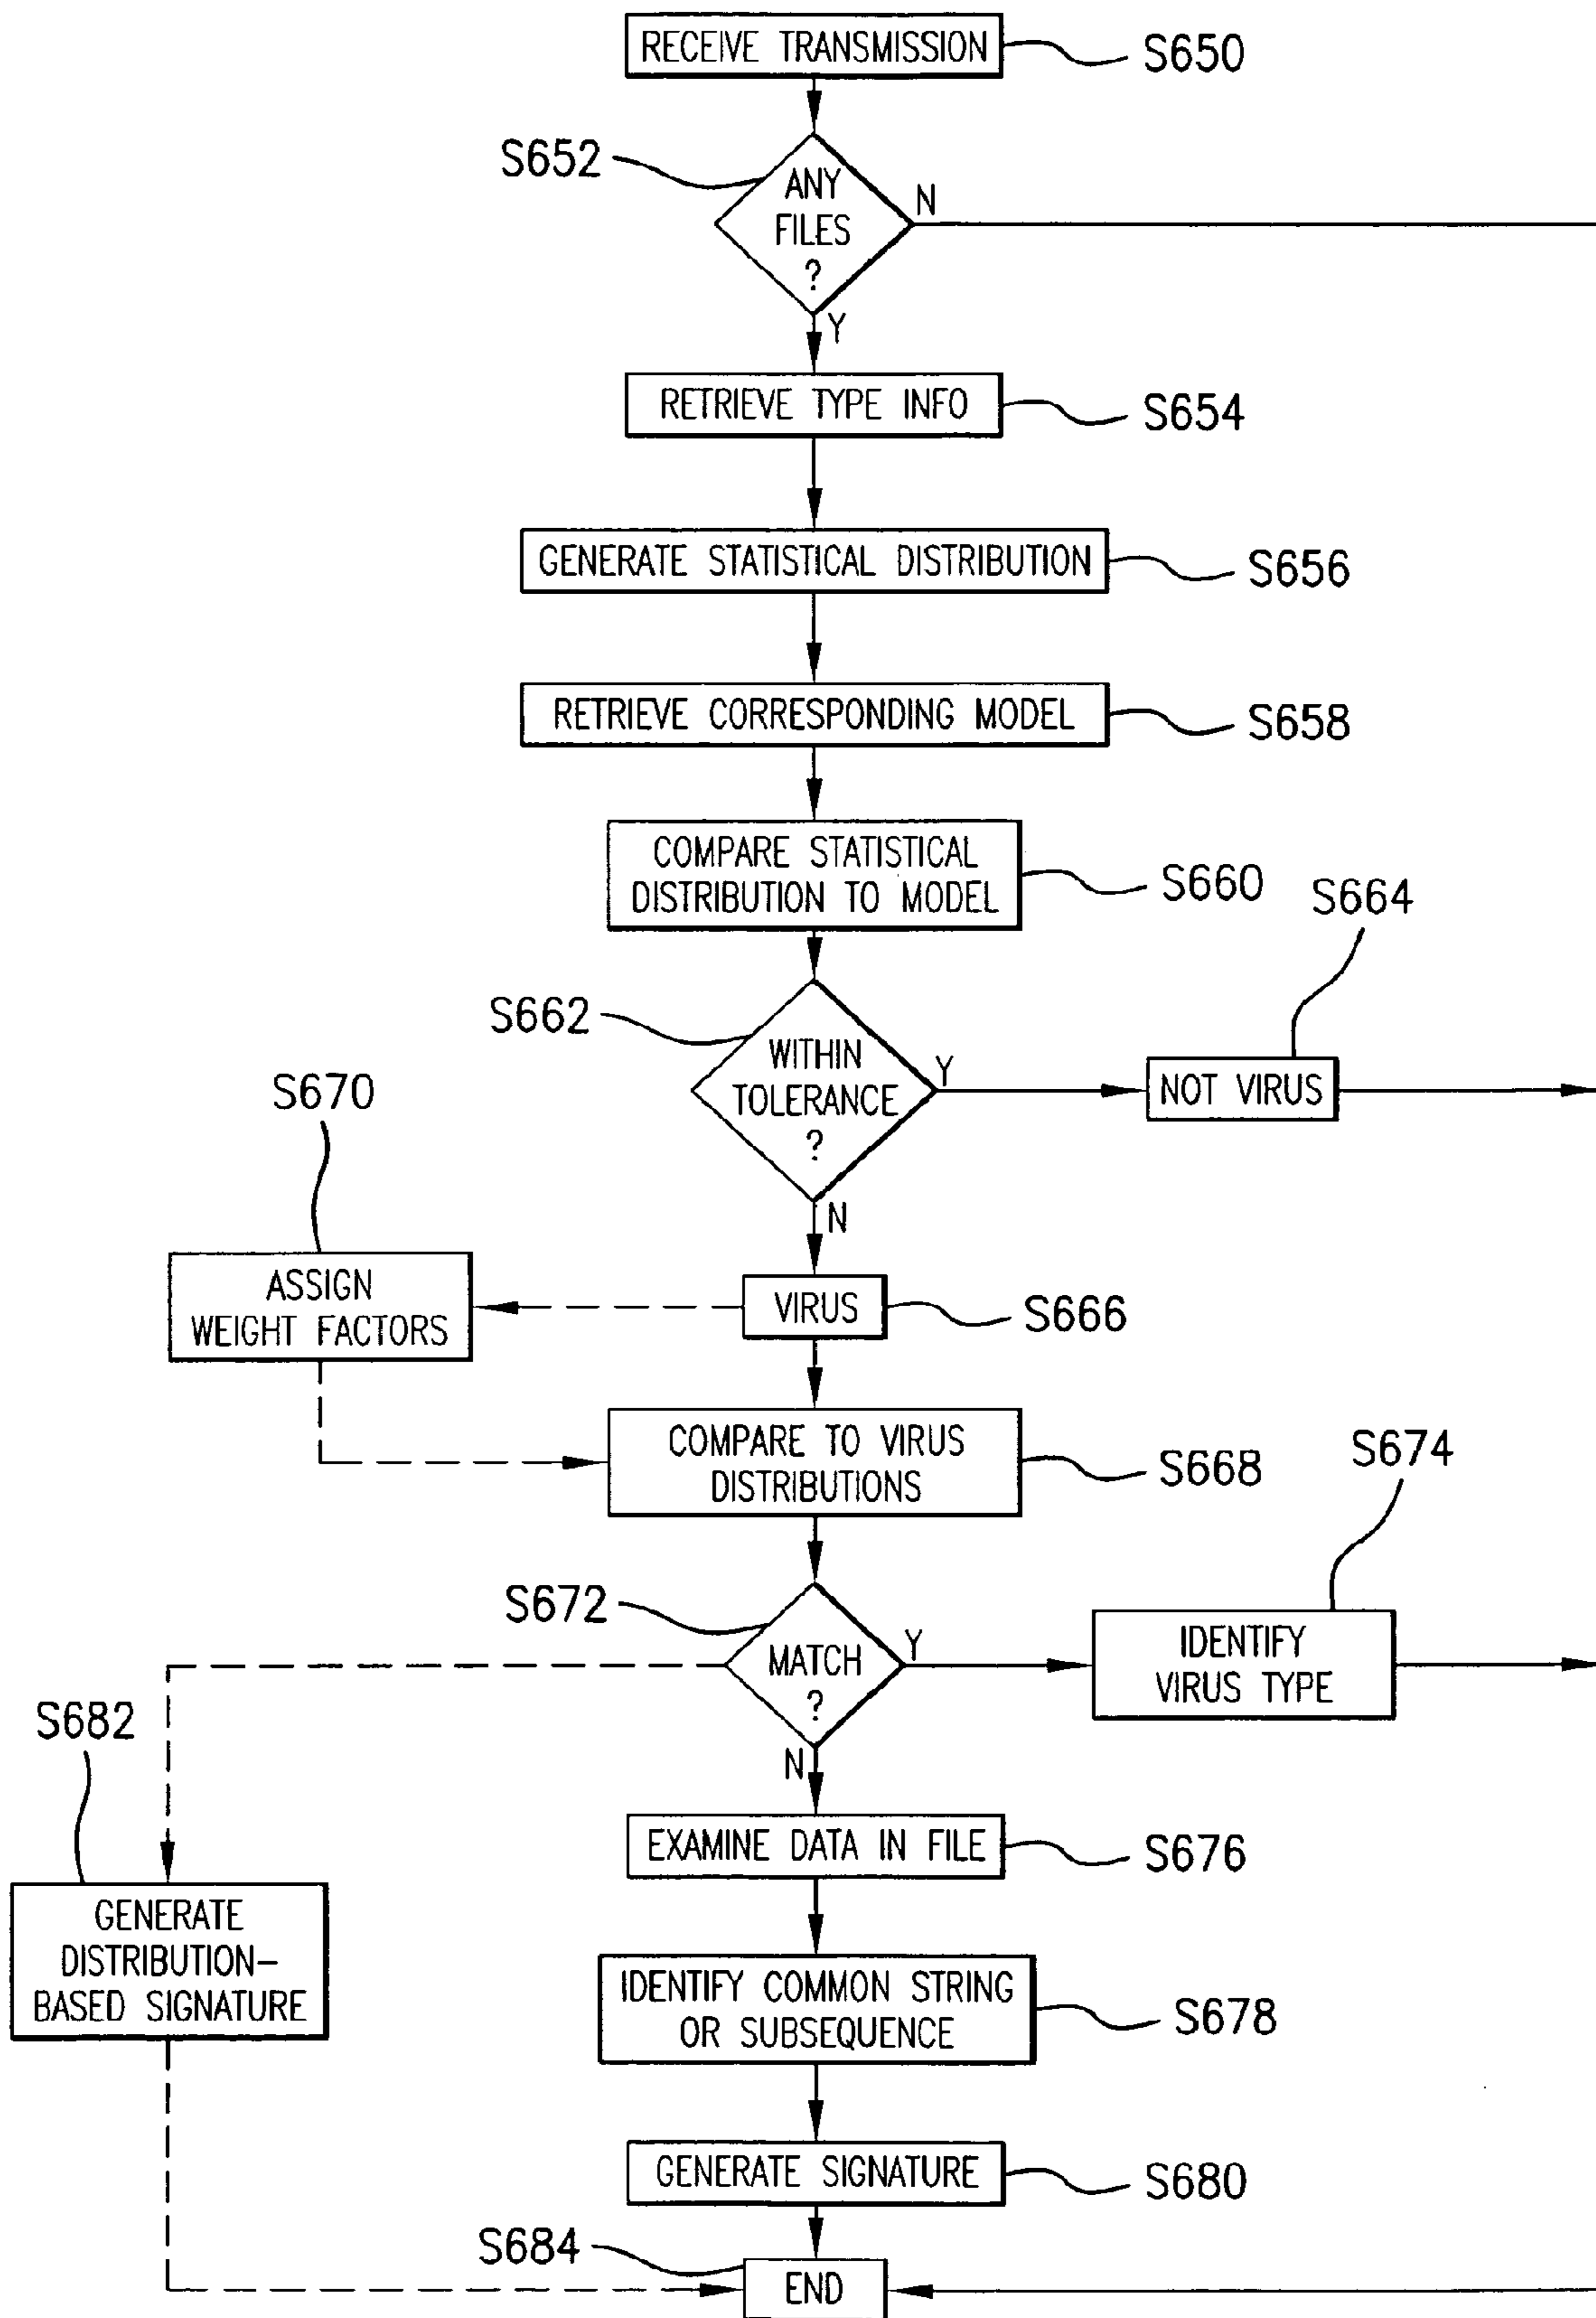 RECEIVE TRANSMISSION
S650
S652
ANY
FILES
?
N
Y
RETRIEVE TYPE INFO
S654
GENERATE STATISTICAL DISTRIBUTION
S656
RETRIEVE CORRESPONDING MODEL
S658
COMPARE STATISTICAL
DISTRIBUTION TO MODEL
S660
S664
S662
WITHIN
TOLERANCE
?
Y
NOT VIRUS
N
S670
ASSIGN
WEIGHT FACTORS
VIRUS
S666
COMPARE TO VIRUS
DISTRIBUTIONS
S668
S674
S672
MATCH
?
Y
IDENTIFY
VIRUS TYPE
N
S682
GENERATE
DISTRIBUTION-
BASED SIGNATURE
EXAMINE DATA IN FILE
S676
IDENTIFY COMMON STRING
OR SUBSEQUENCE
S678
GENERATE SIGNATURE
S680
S684
END